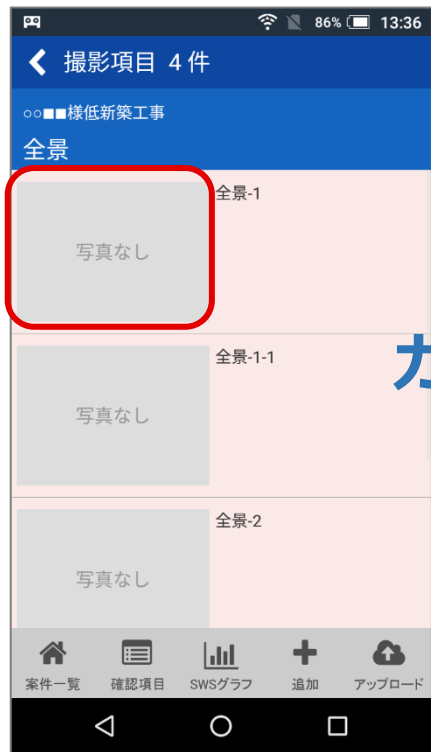 86% 13:36
撮影項目 4 件
○○■■様低新築工事
全景
写真なし
全景-1
写真なし
全景-1-1
カ
写真なし
全景-2
案件一覧 確認項目 SWSグラフ 追加 アップロード